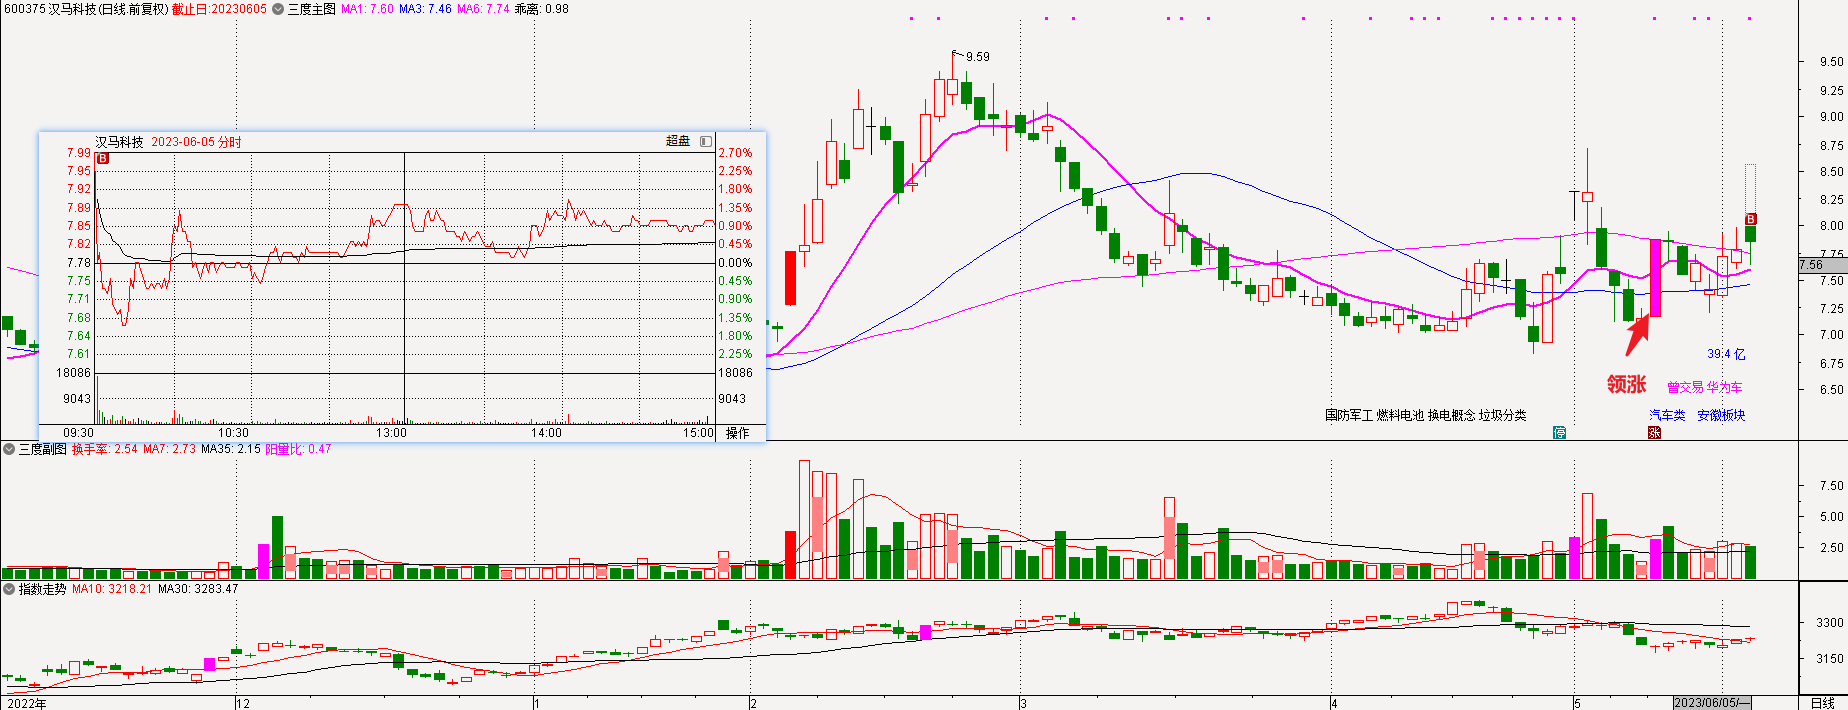 600375 汉马科技(日线.前复权) 截止日:20230605 三度主图 MA1: 7.60 MA3: 7.46 MA6: 7.74 乖离: 0.98
9.59
9.50
9.25
9.00
8.75
8.50
8.25
8.00
7.75
7.56
7.50
7.25
7.00
6.75
6.50
汉马科技 2023-06-05 分时 超盘
B
7.99 2.70%
7.95 2.25%
7.92 1.80%
7.89 1.35%
7.85 0.90%
7.82 0.45%
7.78 0.00%
7.75 0.45%
7.71 0.90%
7.68 1.35%
7.64 1.80%
7.61 2.25%
18086 18086
9043 9043
09:30 10:30 13:00 14:00 15:00 操作
B
39.4 亿
领涨 曾交易 华为车
国防军工 燃料电池 换电概念 垃圾分类 汽车类 安徽板块
停 涨
三度副图 换手率: 2.54 MA7: 2.73 MA35: 2.15 阳量比: 0.47
7.50
5.00
2.50
指数走势 MA10: 3218.21 MA30: 3283.47
3300
3150
2022年 12 1 2 3 4 5 2023/06/05/一 日线